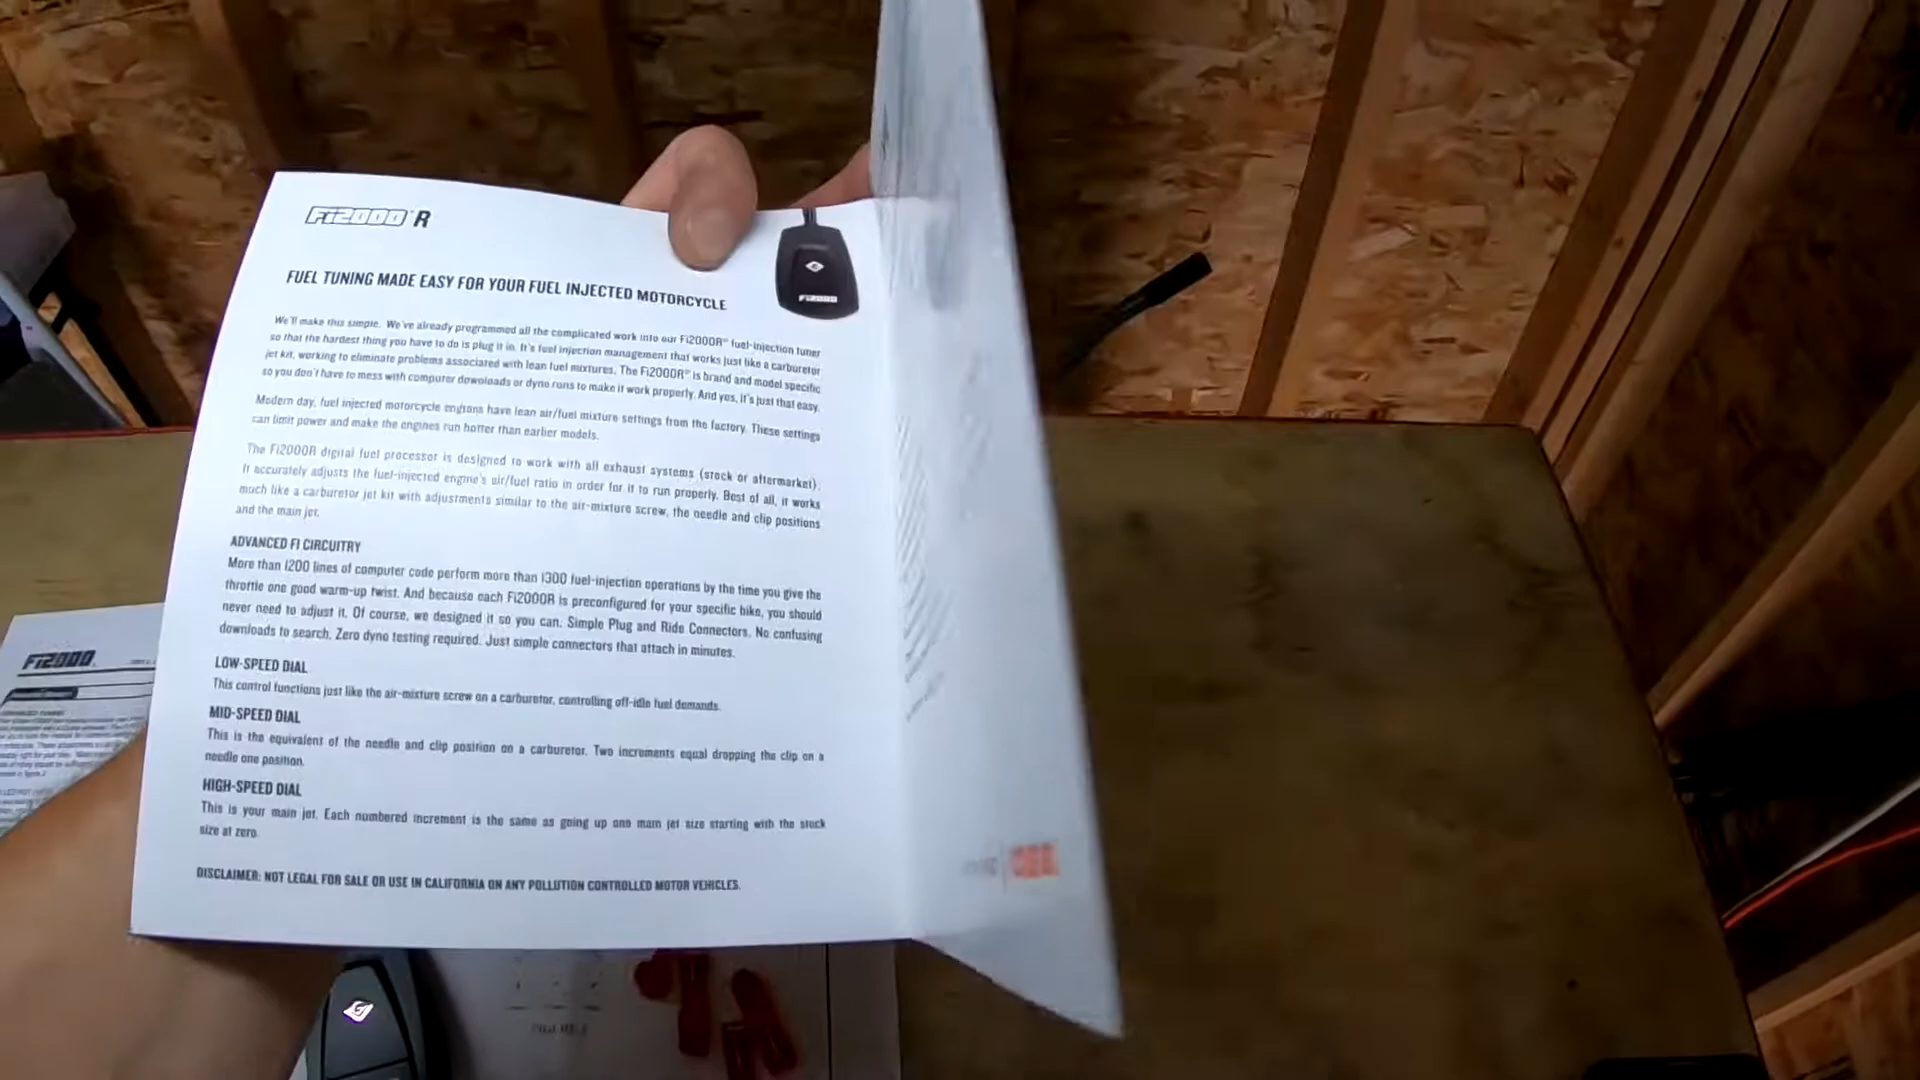 Fi2000 R
FUEL TUNING MADE EASY FOR YOUR FUEL INJECTED MOTORCYCLE
Fi2000
We'll make this simple. We've already programmed all the complicated work into our Fi2000R® fuel-injection tuner
so that the hardest thing you have to do is plug it in. It's fuel injection management that works just like a carburetor
jet kit, working to eliminate problems associated with lean fuel mixtures. The Fi2000R® is brand and model specific
so you don't have to mess with computer downloads or dyno runs to make it work properly. And yes, it's just that easy.
Modern day, fuel injected motorcycle engines have lean air/fuel mixture settings from the factory. These settings
can limit power and make the engines run hotter than earlier models.
The Fi2000R digital fuel processor is designed to work with all exhaust systems (stock or aftermarket).
It accurately adjusts the fuel-injected engine's air/fuel ratio in order for it to run properly. Best of all, it works
much like a carburetor jet kit with adjustments similar to the air-mixture screw, the needle and clip positions
and the main jet.
ADVANCED FI CIRCUITRY
More than 1200 lines of computer code perform more than 1300 fuel-injection operations by the time you give the
throttle one good warm-up twist. And because each Fi2000R is preconfigured for your specific bike, you should
never need to adjust it. Of course, we designed it so you can. Simple Plug and Ride Connectors. No confusing
downloads to search. Zero dyno testing required. Just simple connectors that attach in minutes.
LOW-SPEED DIAL
This control functions just like the air-mixture screw on a carburetor, controlling off-idle fuel demands.
MID-SPEED DIAL
This is the equivalent of the needle and clip position on a carburetor. Two increments equal dropping the clip on a
needle one position.
HIGH-SPEED DIAL
This is your main jet. Each numbered increment is the same as going up one main jet size starting with the stock
size at zero.
DISCLAIMER: NOT LEGAL FOR SALE OR USE IN CALIFORNIA ON ANY POLLUTION CONTROLLED MOTOR VEHICLES.
Fi2000